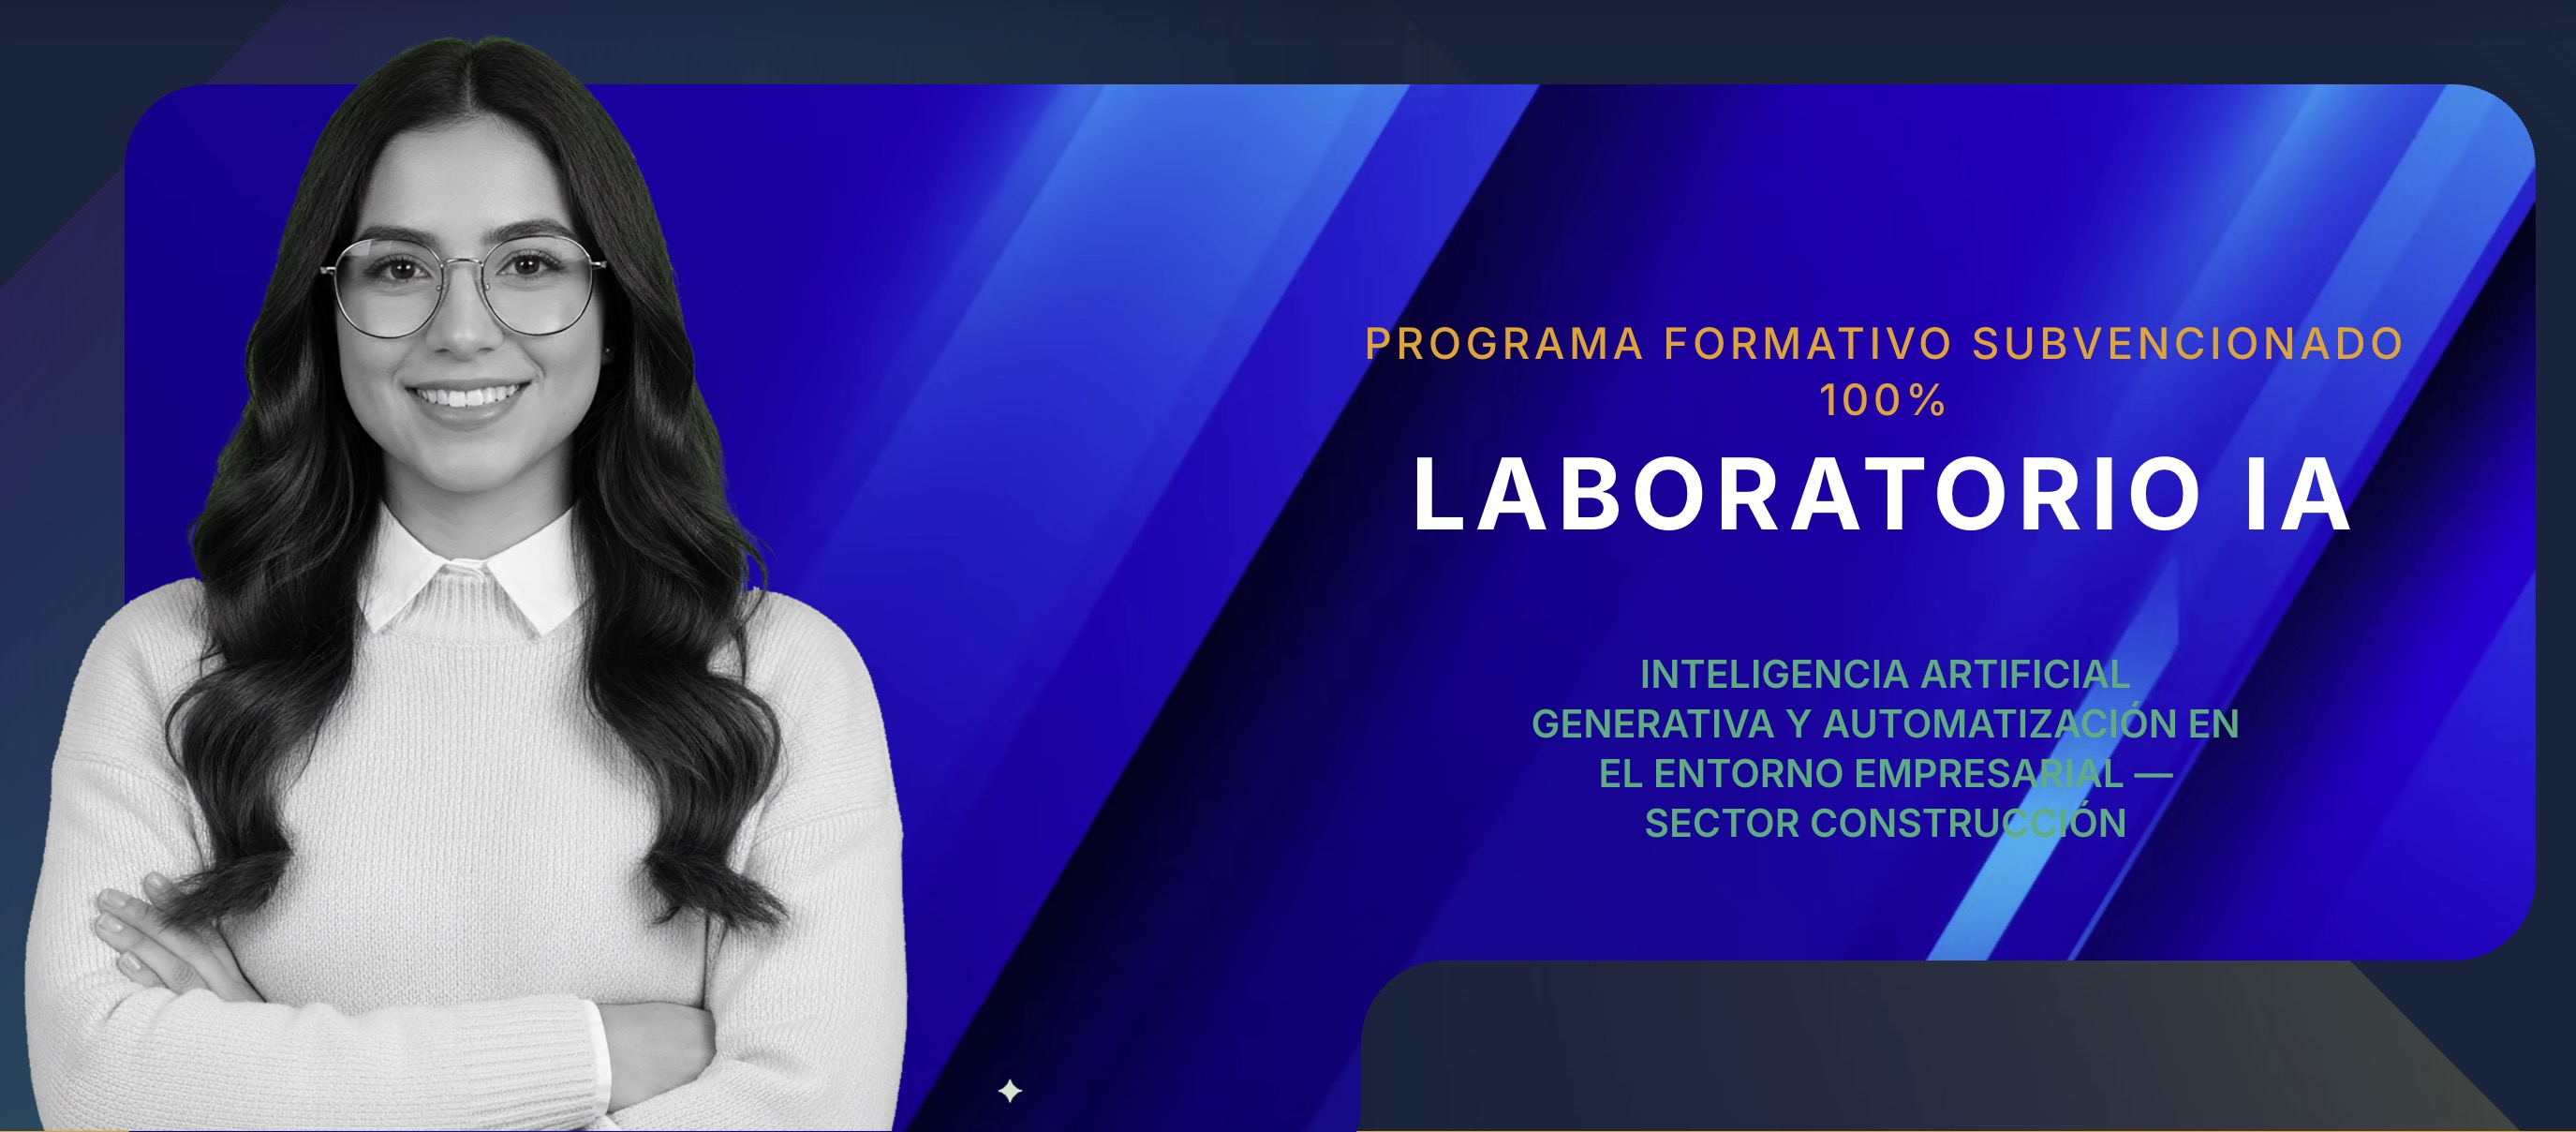 PROGRAMA FORMATIVO SUBVENCIONADO
100%
LABORATORIO IA
INTELIGENCIA ARTIFICIAL
GENERATIVA Y AUTOMATIZACIÓN EN
EL ENTORNO EMPRESARIAL —
SECTOR CONSTRUCCIÓN